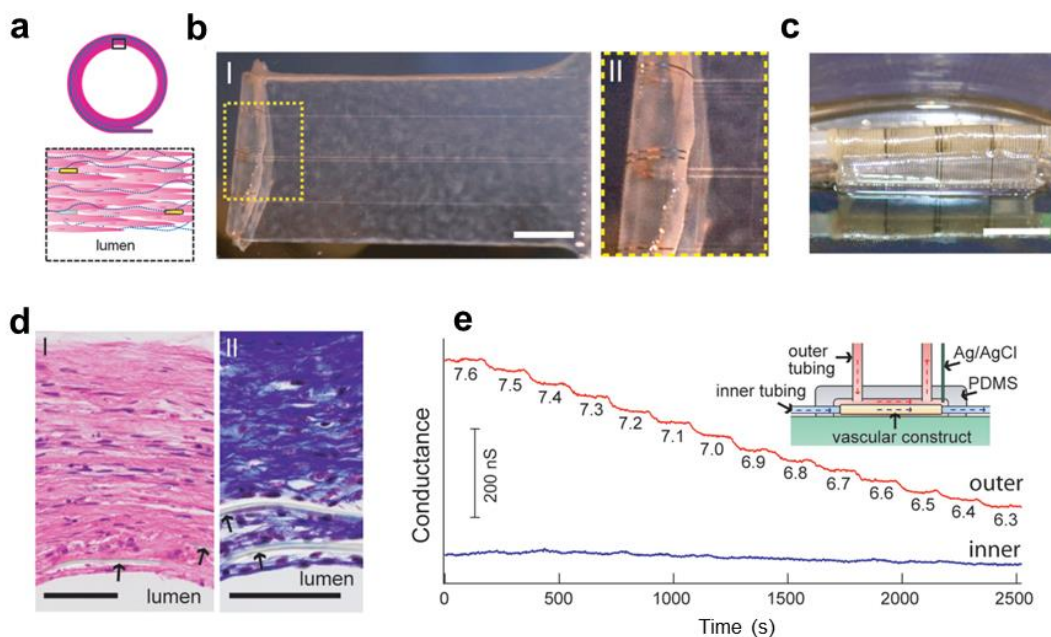 a
lumen
b
I
II
c
d
I
II
lumen
lumen
e
outer
tubing
Ag/AgCl
PDMS
inner tubing
vascular construct
7.6
7.5
7.4
7.3
7.2
7.1
7.0
6.9
6.8
6.7
6.6
6.5
6.4
6.3
200 nS
outer
inner
Conductance
0
500
1000
1500
2000
2500
Time (s)